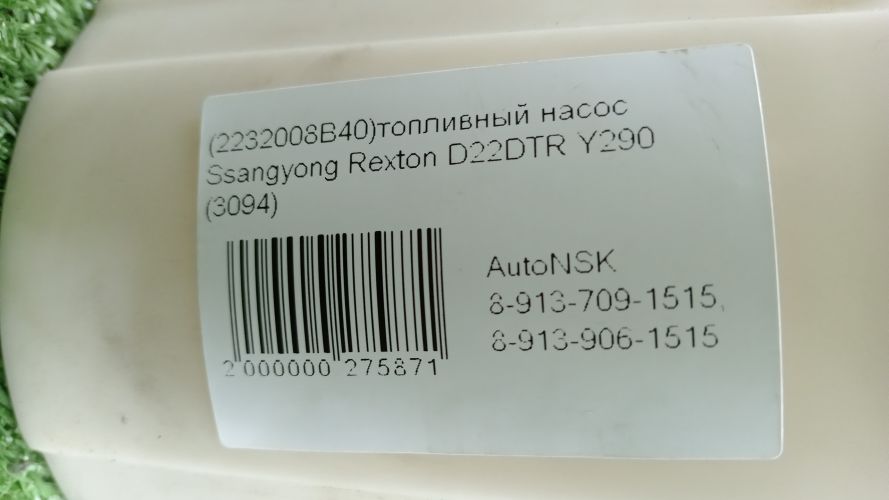 (2232008B40)топливный насос
Ssangyong Rexton D22DTR Y290
(3094)
AutoNSK
8-913-709-1515,
8-913-906-1515
2 000000 275871